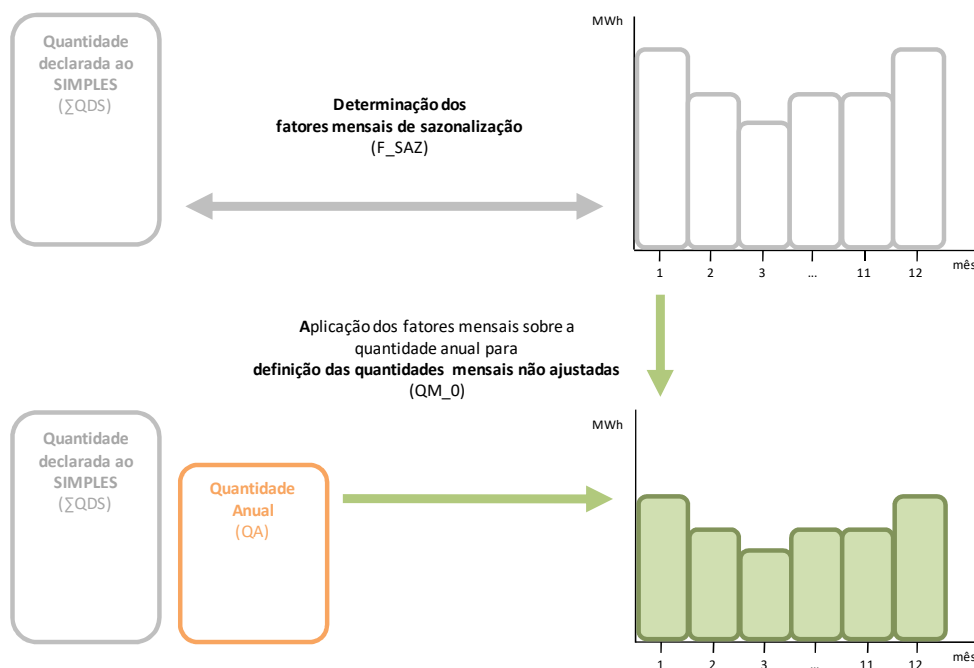 Quantidade
declarada ao
SIMPLES
(∑QDS)
Determinação dos
fatores mensais de sazonalização
(F_SAZ)
MWh
1 2 3 ... 11 12 mês
Aplicação dos fatores mensais sobre a
quantidade anual para
definição das quantidades mensais não ajustadas
(QM_0)
Quantidade
declarada ao
SIMPLES
(∑QDS)
Quantidade
Anual
(QA)
MWh
1 2 3 ... 11 12 mês